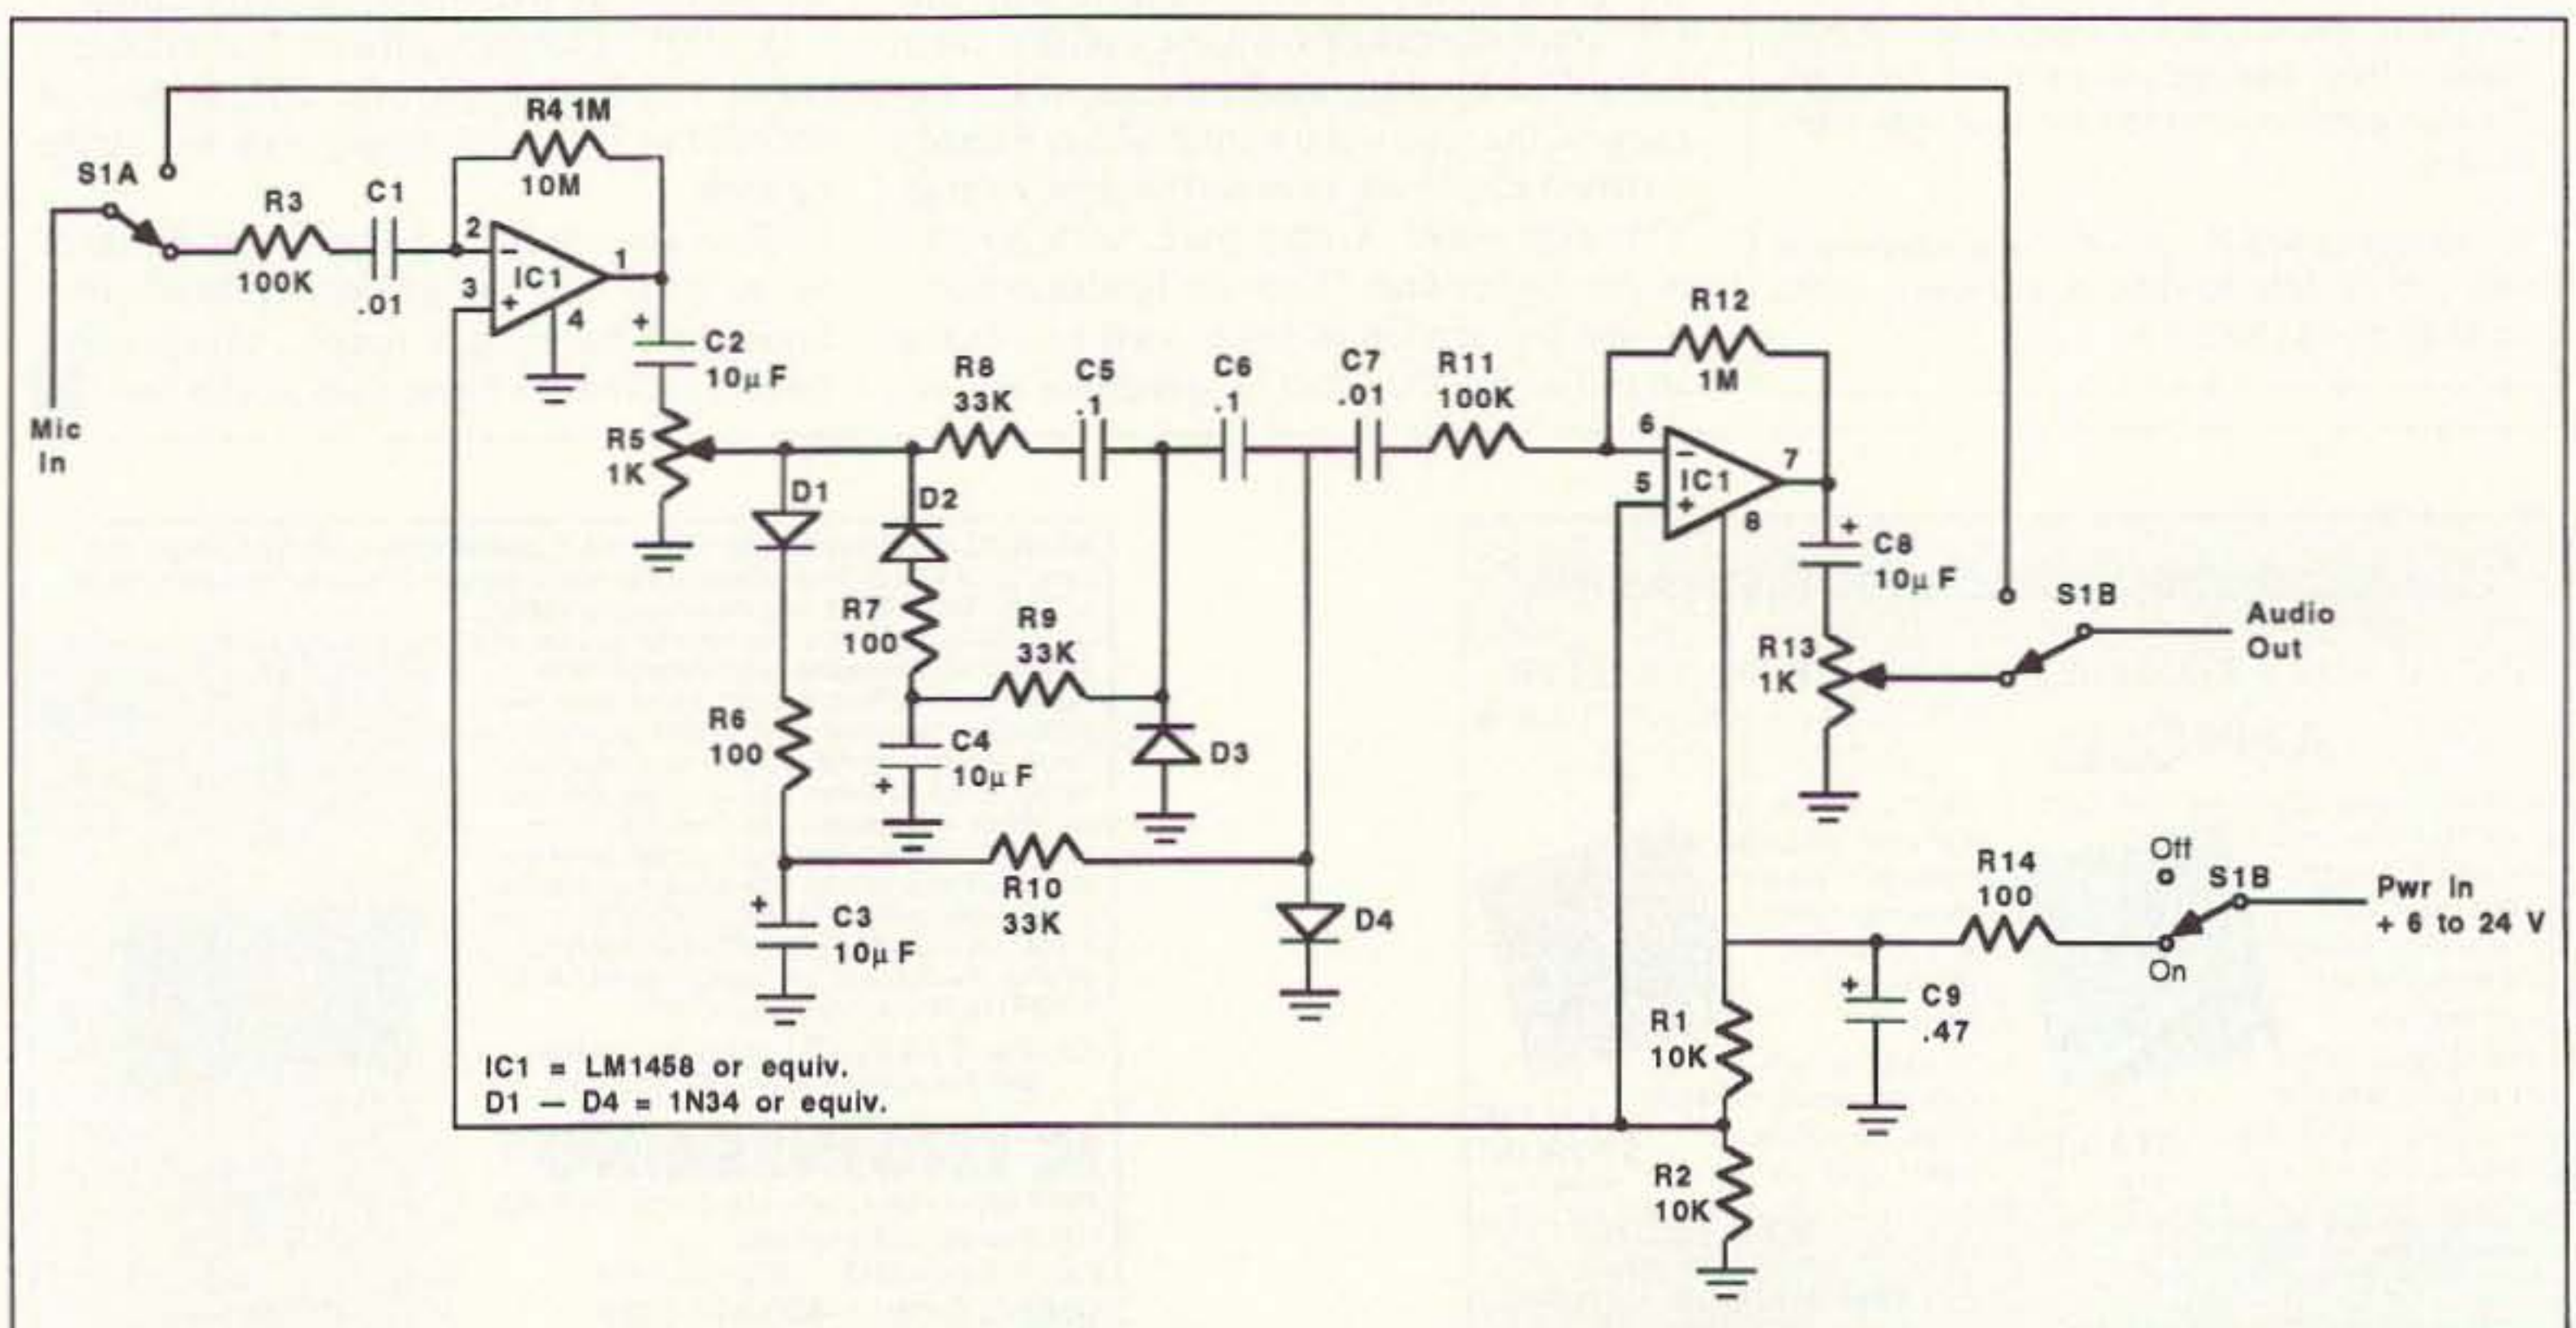 R4 1M
10M
S1A
R3
100K
C1
.01
2
3
IC1
1
4
Mic
In
C2
10µF
+
-
+
R5
1K
R8
33K
C5
.1
C6
.1
C7
.01
R11
100K
R12
1M
6
5
IC1
7
8
-
+
D1
D2
R7
100
R9
33K
R6
100
C4
10µF
+
D3
C8
10µF
+
S1B
Audio
Out
R13
1K
R10
33K
C3
10µF
+
D4
R14
100
Off
S1B
On
Pwr In
+ 6 to 24 V
C9
.47
+
R1
10K
R2
10K
IC1 = LM1458 or equiv.
D1 — D4 = 1N34 or equiv.